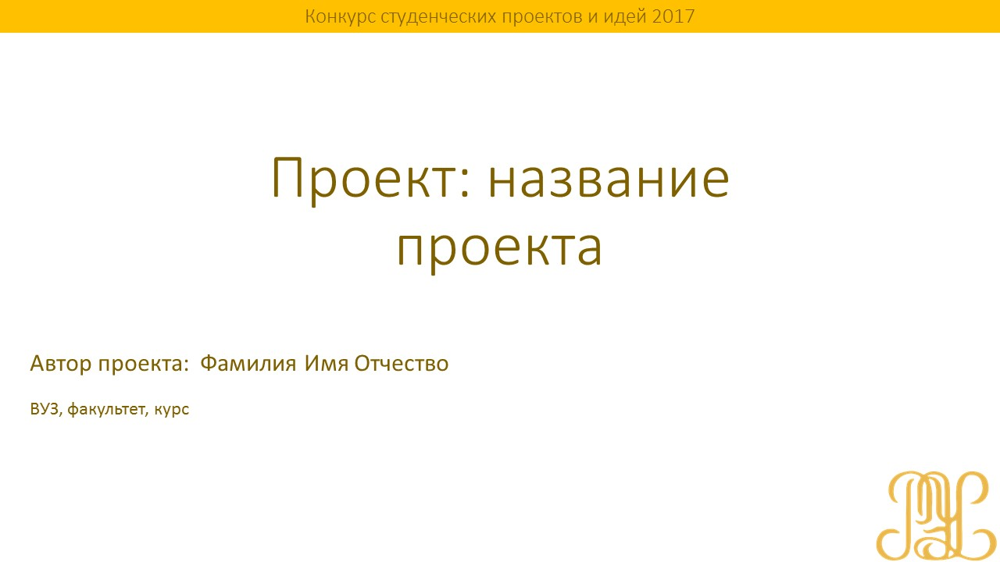 Конкурс студенческих проектов и идей 2017
Проект: название
проекта
Автор проекта:  Фамилия Имя Отчество
ВУЗ, факультет, курс